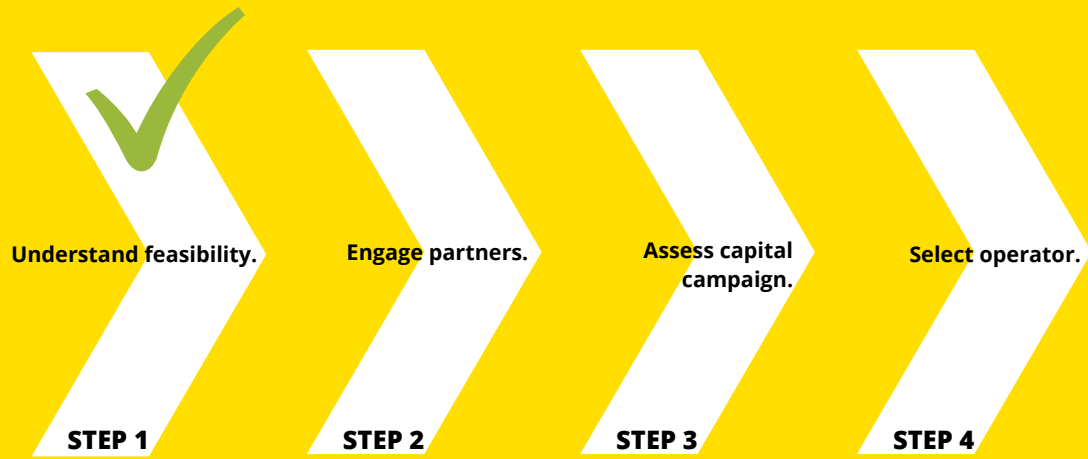 Understand feasibility.
Engage partners.
Assess capital
campaign.
Select operator.
STEP 1
STEP 2
STEP 3
STEP 4